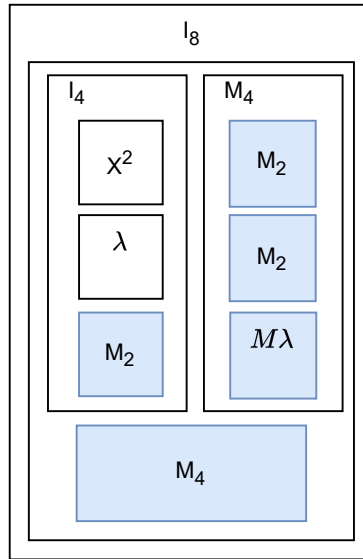 I₈
I₄
X²
λ
M₂
M₄
M₂
M₂
Mλ
M₄